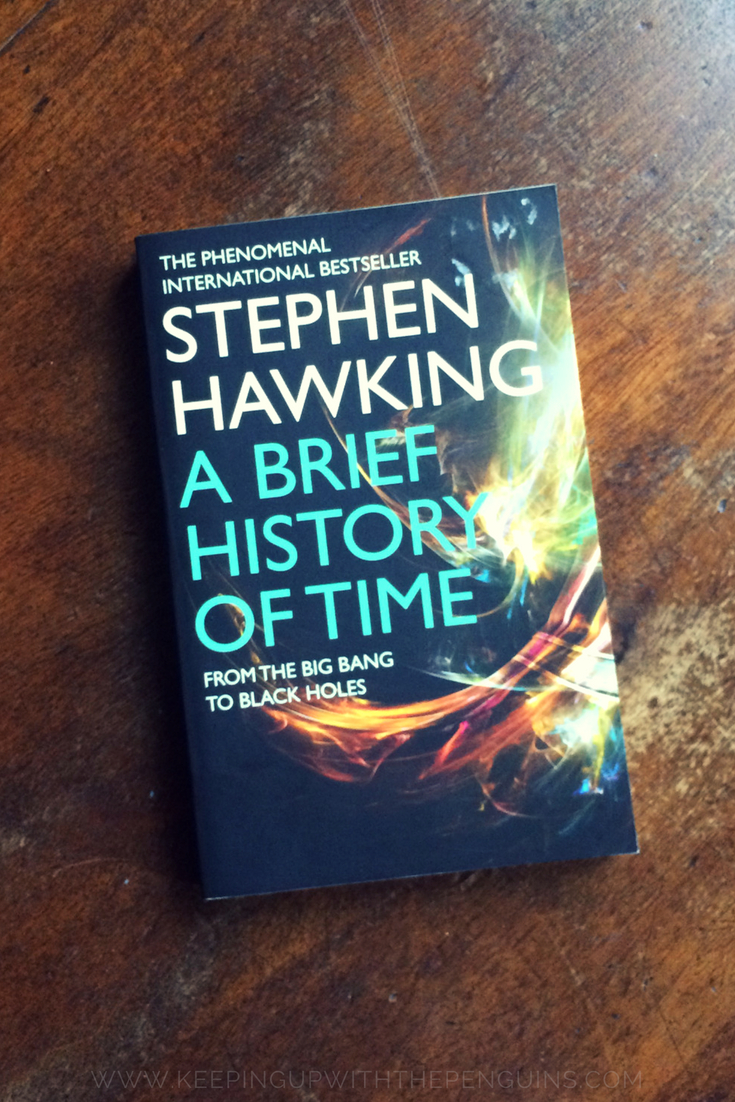 THE PHENOMENAL
INTERNATIONAL BESTSELLER
STEPHEN
HAWKING
A BRIEF
HISTORY
OF TIME
FROM THE BIG BANG
TO BLACK HOLES
WWW.KEEPINGUPWITHTHEPENGUINS.COM